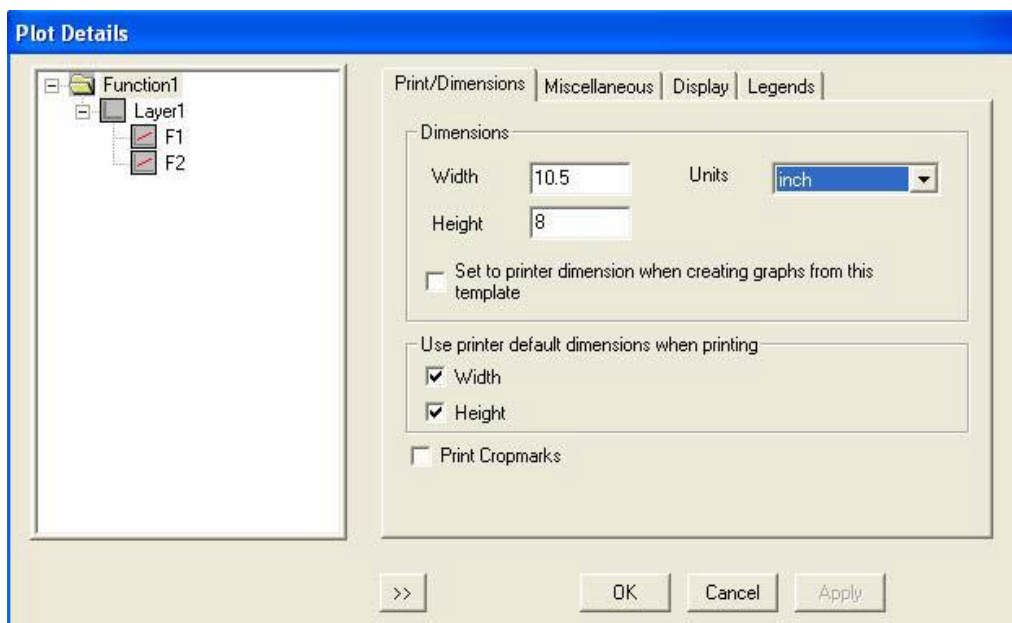 Plot Details
Function1
Layer1
F1
F2
Print/Dimensions Miscellaneous Display Legends
Dimensions
Width 10.5 Units inch
Height 8
Set to printer dimension when creating graphs from this
template
Use printer default dimensions when printing
Width
Height
Print Cropmarks
>> OK Cancel Apply